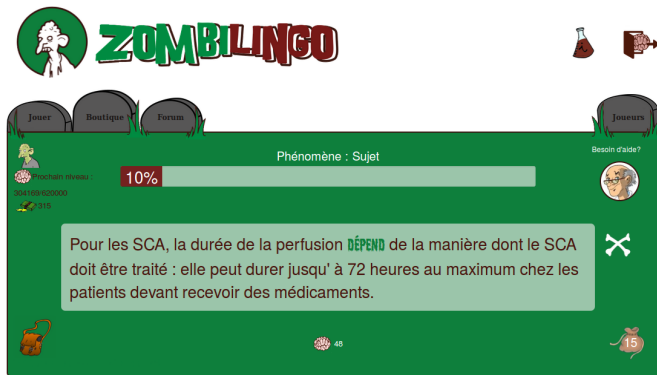 ZOMBILINGO
Jouer
Boutique
Forum
Joueurs
Phénomène : Sujet
Besoin d'aide?
Prochain niveau :
10%
304165/620000
315
Pour les SCA, la durée de la perfusion DÉPEND de la manière dont le SCA
doit être traité : elle peut durer jusqu' à 72 heures au maximum chez les
patients devant recevoir des médicaments.
48
15